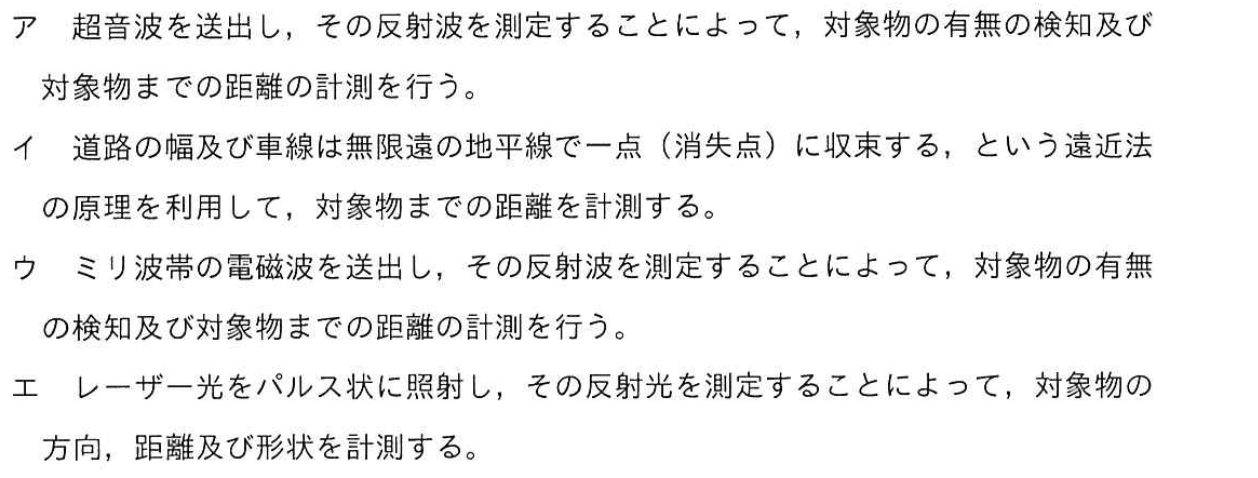 ア　超音波を送出し，その反射波を測定することによって，対象物の有無の検知及び
対象物までの距離の計測を行う。
イ　道路の幅及び車線は無限遠の地平線で一点（消失点）に収束する，という遠近法
の原理を利用して，対象物までの距離を計測する。
ウ　ミリ波帯の電磁波を送出し，その反射波を測定することによって，対象物の有無
の検知及び対象物までの距離の計測を行う。
エ　レーザー光をパルス状に照射し，その反射光を測定することによって，対象物の
方向，距離及び形状を計測する。